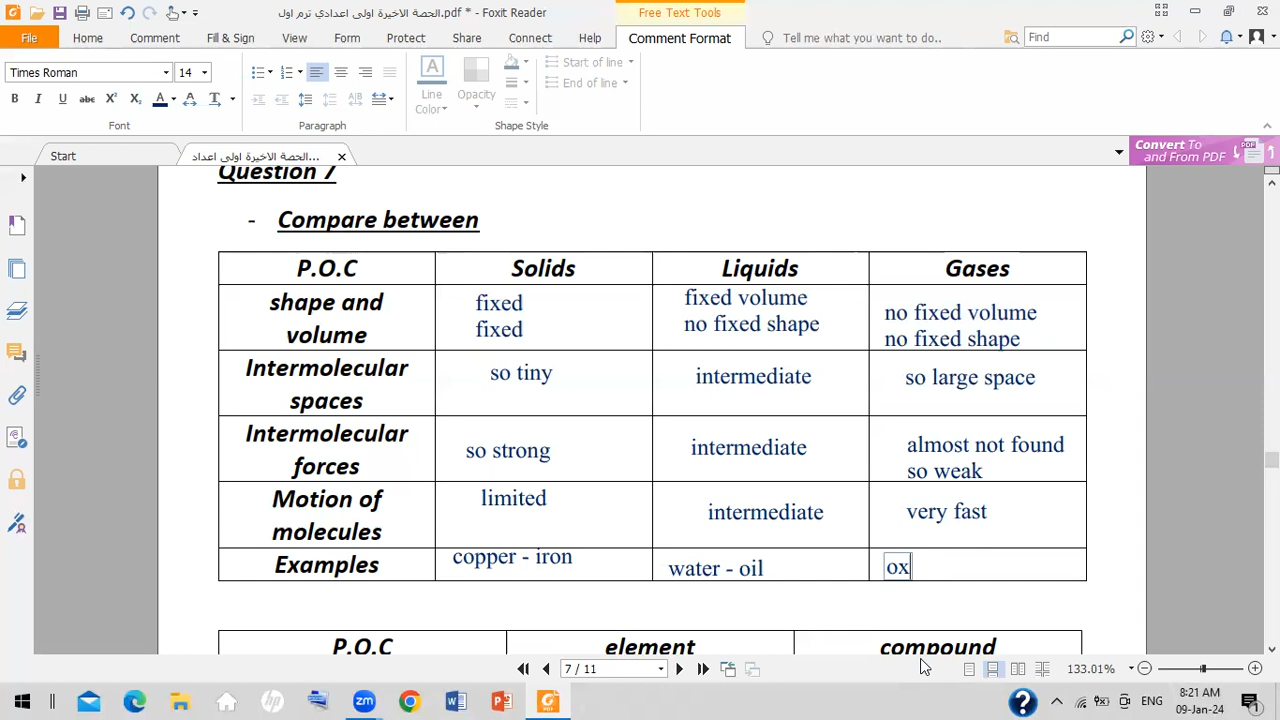 الحصة الاخيرة اولى اعدادي ترم اول.pdf * - Foxit Reader
Free Text Tools
File Home Comment Fill & Sign View Form Protect Share Connect Help Comment Format Tell me what you want to do.. Find
Times Roman 14
Line Color Opacity Start of line
End of line
B I U abc X² X₂ A A T
Font Paragraph Shape Style
Start
الحصة الاخيرة اولى اعداد...
Convert To
and From PDF
Question 7
- Compare between
P.O.C Solids Liquids Gases
shape and volume
fixed
fixed
fixed volume
no fixed shape
no fixed volume
no fixed shape
Intermolecular spaces
so tiny
intermediate
so large space
Intermolecular forces
so strong
intermediate
almost not found
so weak
Motion of molecules
limited
intermediate
very fast
Examples
copper - iron
water - oil
ox
P.O.C element compound
7 / 11
133.01%
ENG
8:21 AM
09-Jan-24